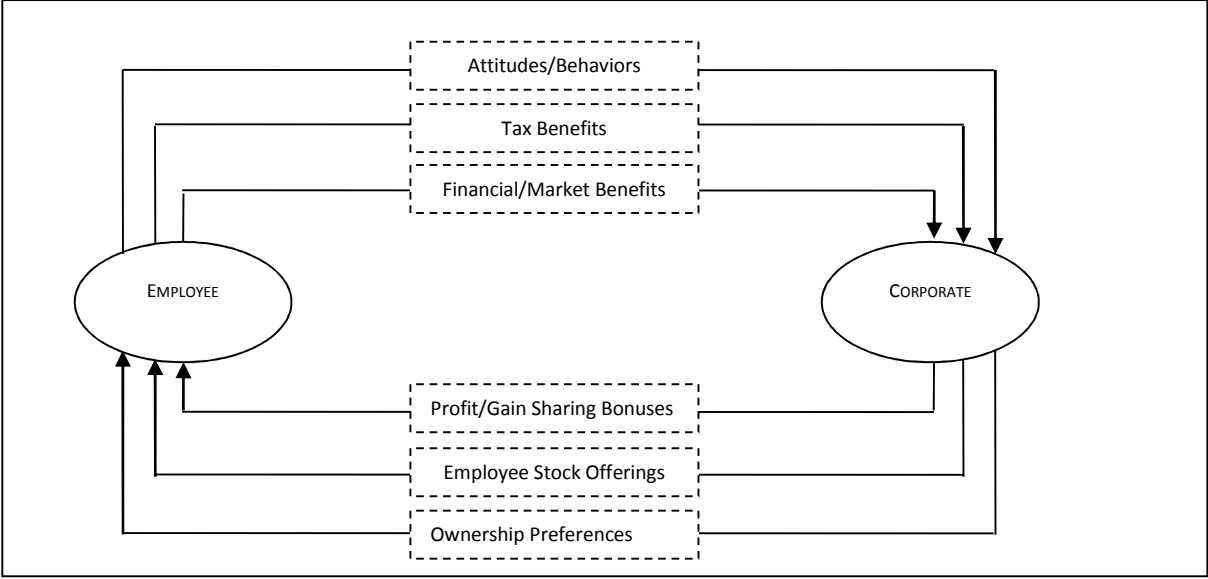 Attitudes/Behaviors
Tax Benefits
Financial/Market Benefits
EMPLOYEE
CORPORATE
Profit/Gain Sharing Bonuses
Employee Stock Offerings
Ownership Preferences